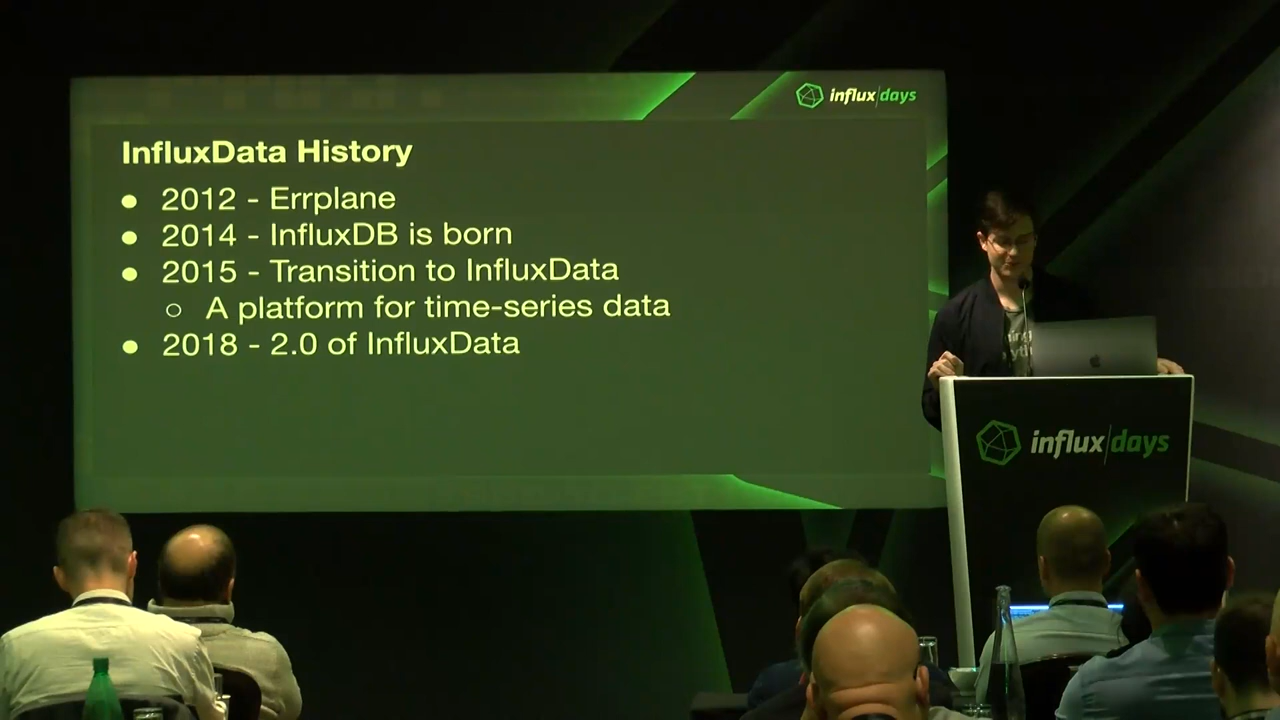 influx|days
InfluxData History
● 2012 - Errplane
● 2014 - InfluxDB is born
● 2015 - Transition to InfluxData
○ A platform for time-series data
● 2018 - 2.0 of InfluxData
influx|days